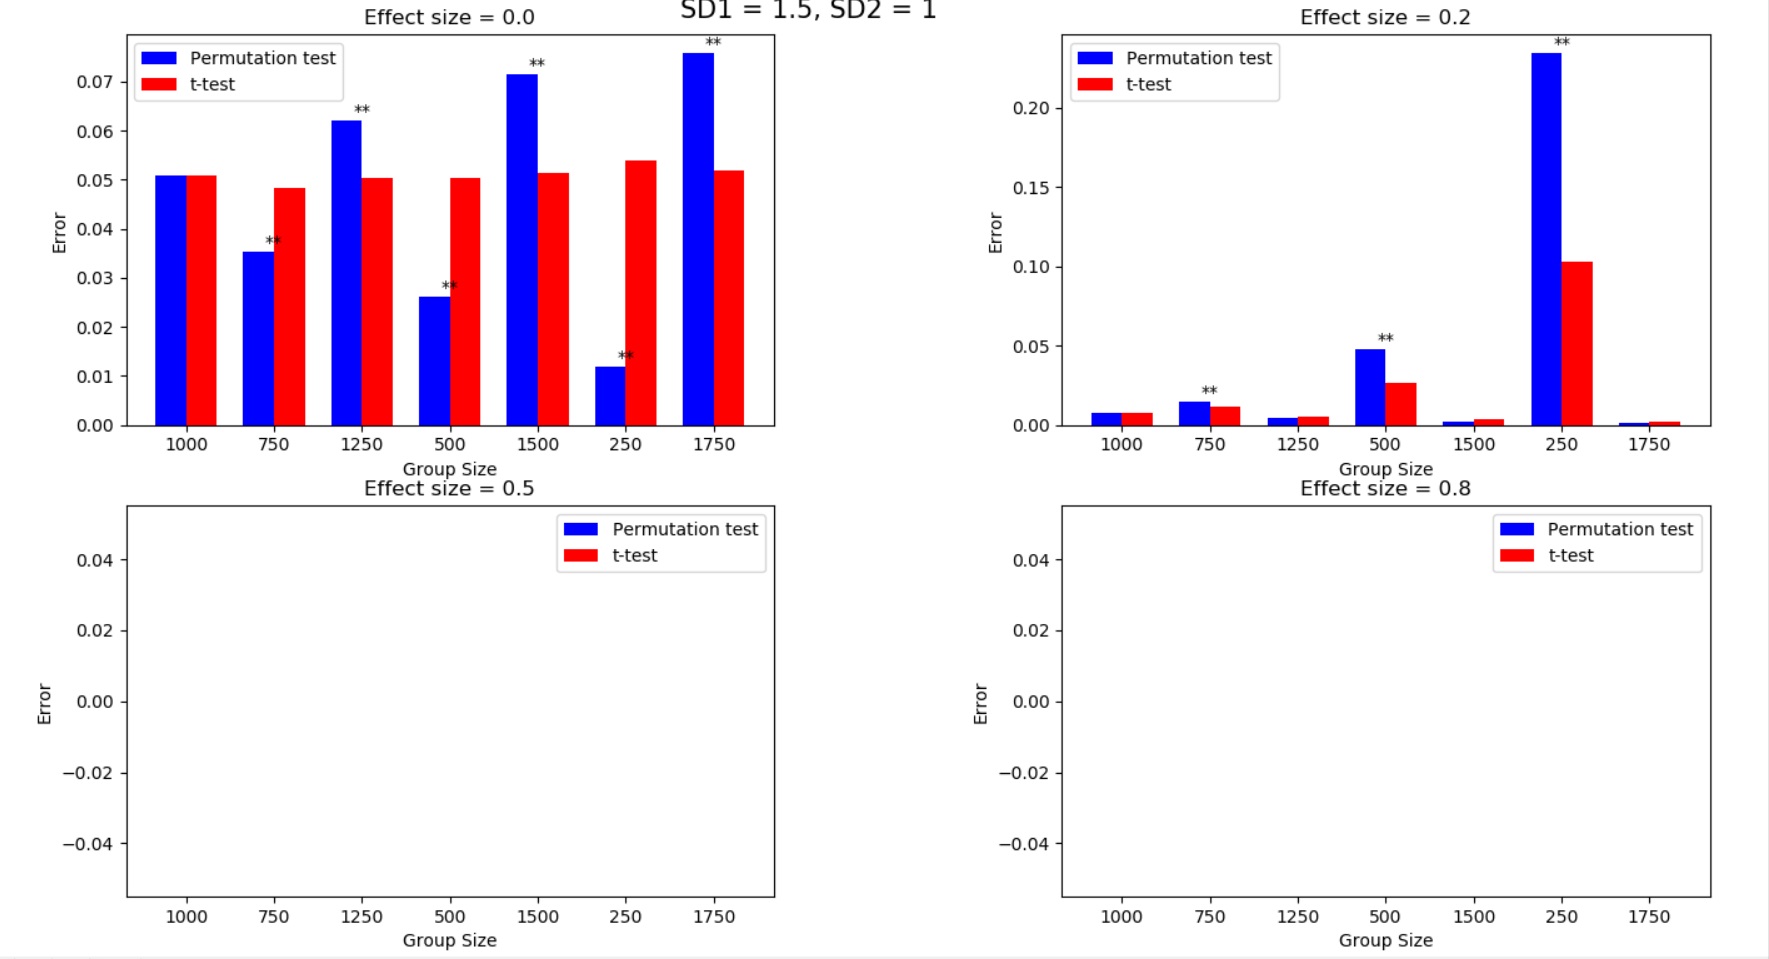 SD1 = 1.5, SD2 = 1
Effect size = 0.0
Permutation test
t-test
**
**
**
**
**
**
0.07
0.06
0.05
0.04
0.03
0.02
0.01
0.00
Error
1000 750 1250 500 1500 250 1750
Group Size
Effect size = 0.2
Permutation test
t-test
**
**
**
0.20
0.15
0.10
0.05
0.00
Error
1000 750 1250 500 1500 250 1750
Group Size
Effect size = 0.5
Permutation test
t-test
0.04
0.02
0.00
−0.02
−0.04
Error
1000 750 1250 500 1500 250 1750
Group Size
Effect size = 0.8
Permutation test
t-test
0.04
0.02
0.00
−0.02
−0.04
Error
1000 750 1250 500 1500 250 1750
Group Size